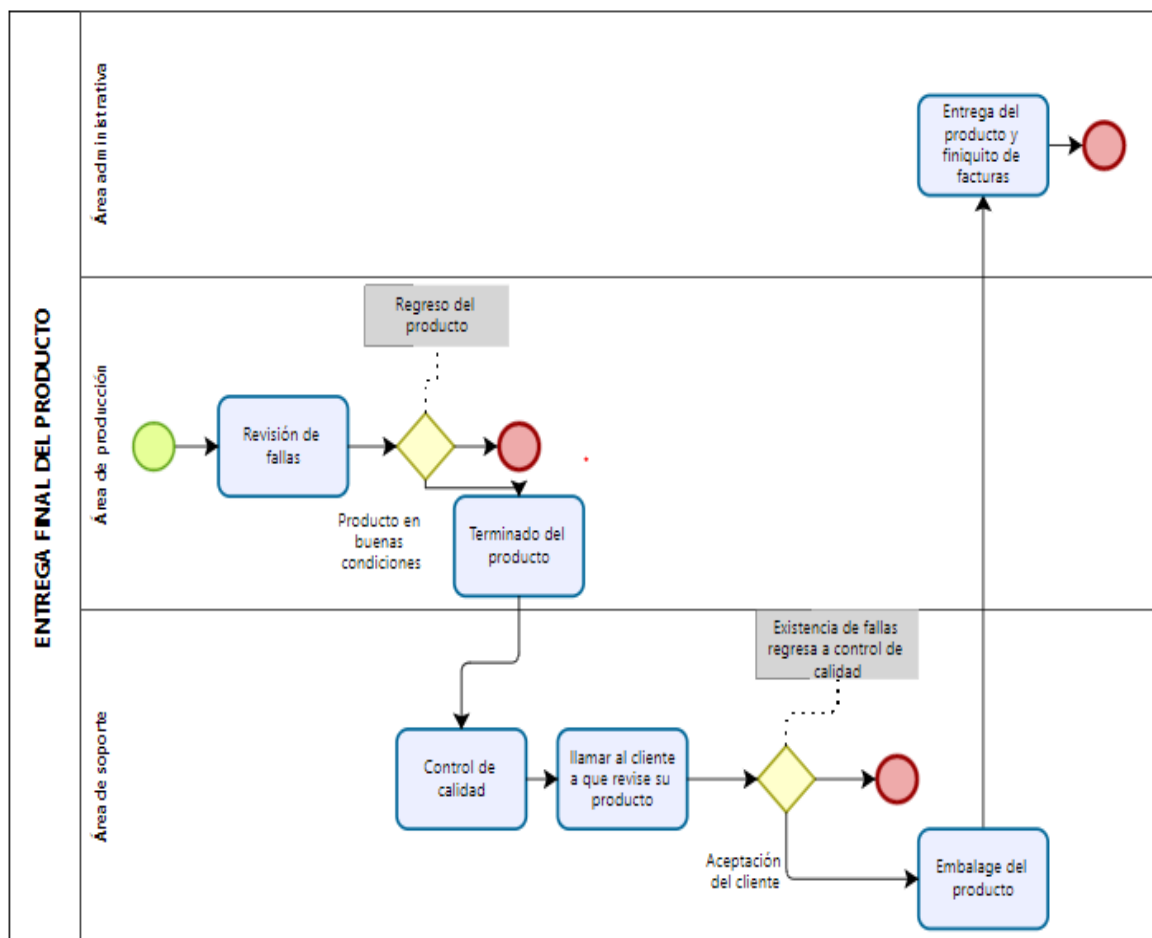 ENTREGA FINAL DEL PRODUCTO
Área administrativa
Entrega del
producto y
finiquito de
facturas
Área de producción
Regreso del
producto
Revisión de
fallas
Producto en
buenas
condiciones
Terminado del
producto
Área de soporte
Existencia de fallas
regresa a control de
calidad
Control de
calidad
llamar al cliente
a que revise su
producto
Aceptación
del cliente
Embalage del
producto